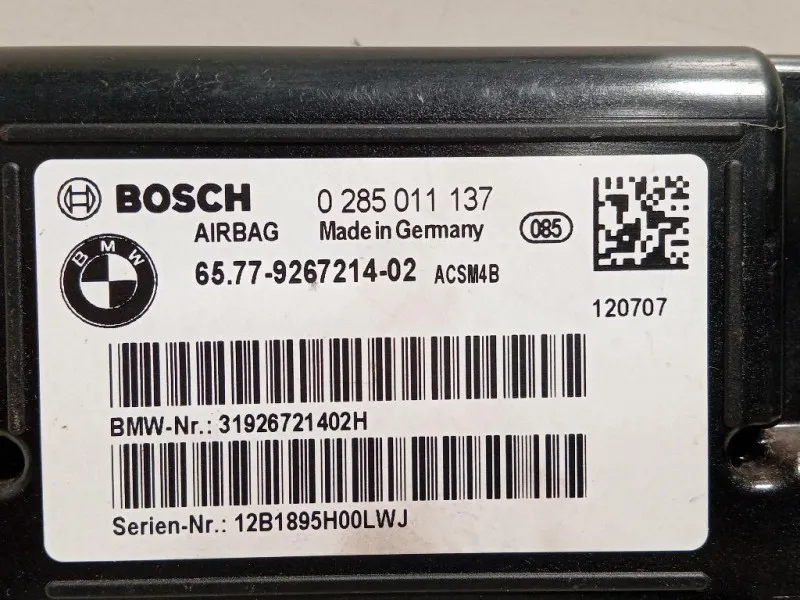 BOSCH 0 285 011 137
AIRBAG Made in Germany 085
BMW
65.77-9267214-02 ACSM4B
120707
BMW-Nr.: 31926721402H
Serien-Nr.: 12B1895H00LWJ